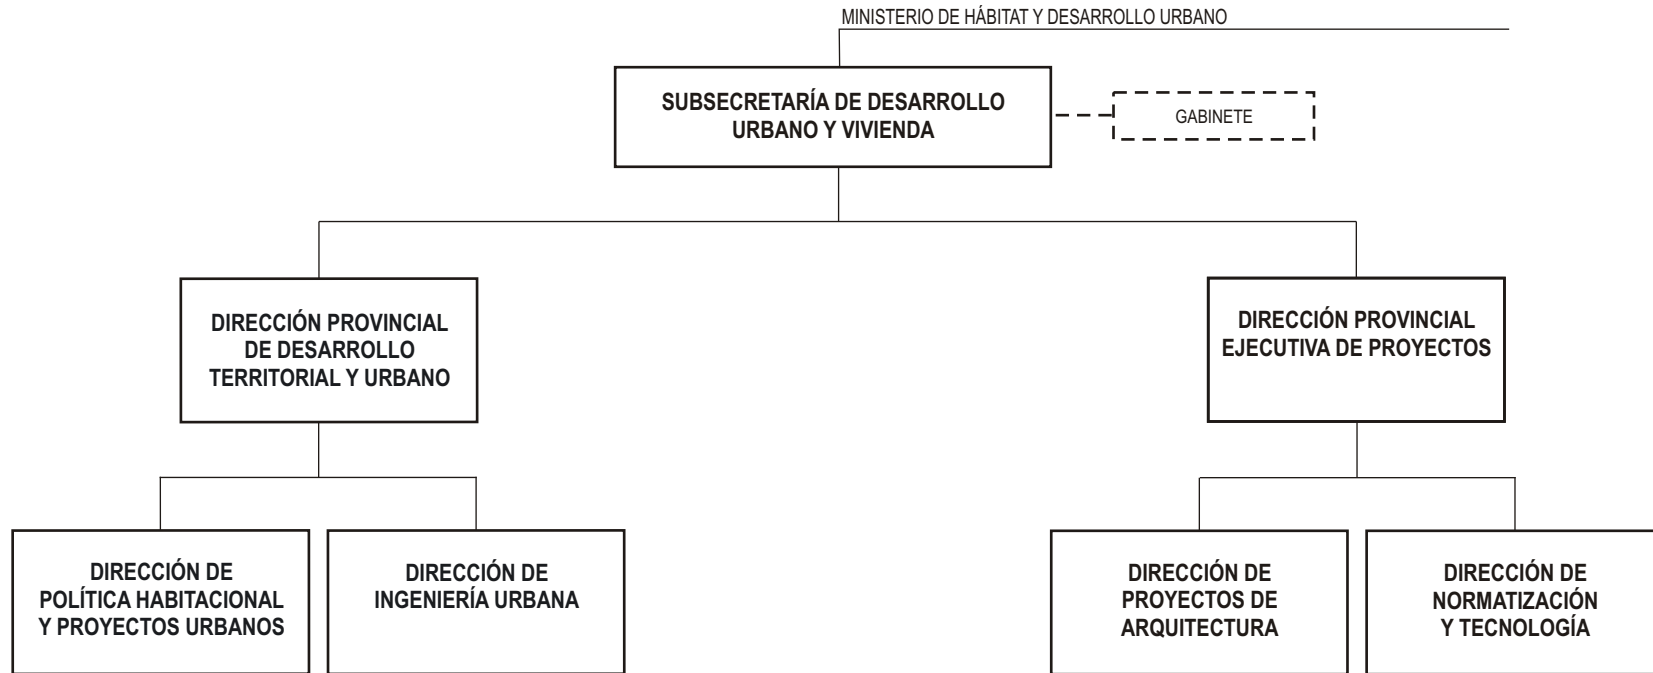 MINISTERIO DE HÁBITAT Y DESARROLLO URBANO
SUBSECRETARÍA DE DESARROLLO
URBANO Y VIVIENDA
GABINETE
DIRECCIÓN PROVINCIAL
DE DESARROLLO
TERRITORIAL Y URBANO
DIRECCIÓN PROVINCIAL
EJECUTIVA DE PROYECTOS
DIRECCIÓN DE
POLÍTICA HABITACIONAL
Y PROYECTOS URBANOS
DIRECCIÓN DE
INGENIERÍA URBANA
DIRECCIÓN DE
PROYECTOS DE
ARQUITECTURA
DIRECCIÓN DE
NORMATIZACIÓN
Y TECNOLOGÍA